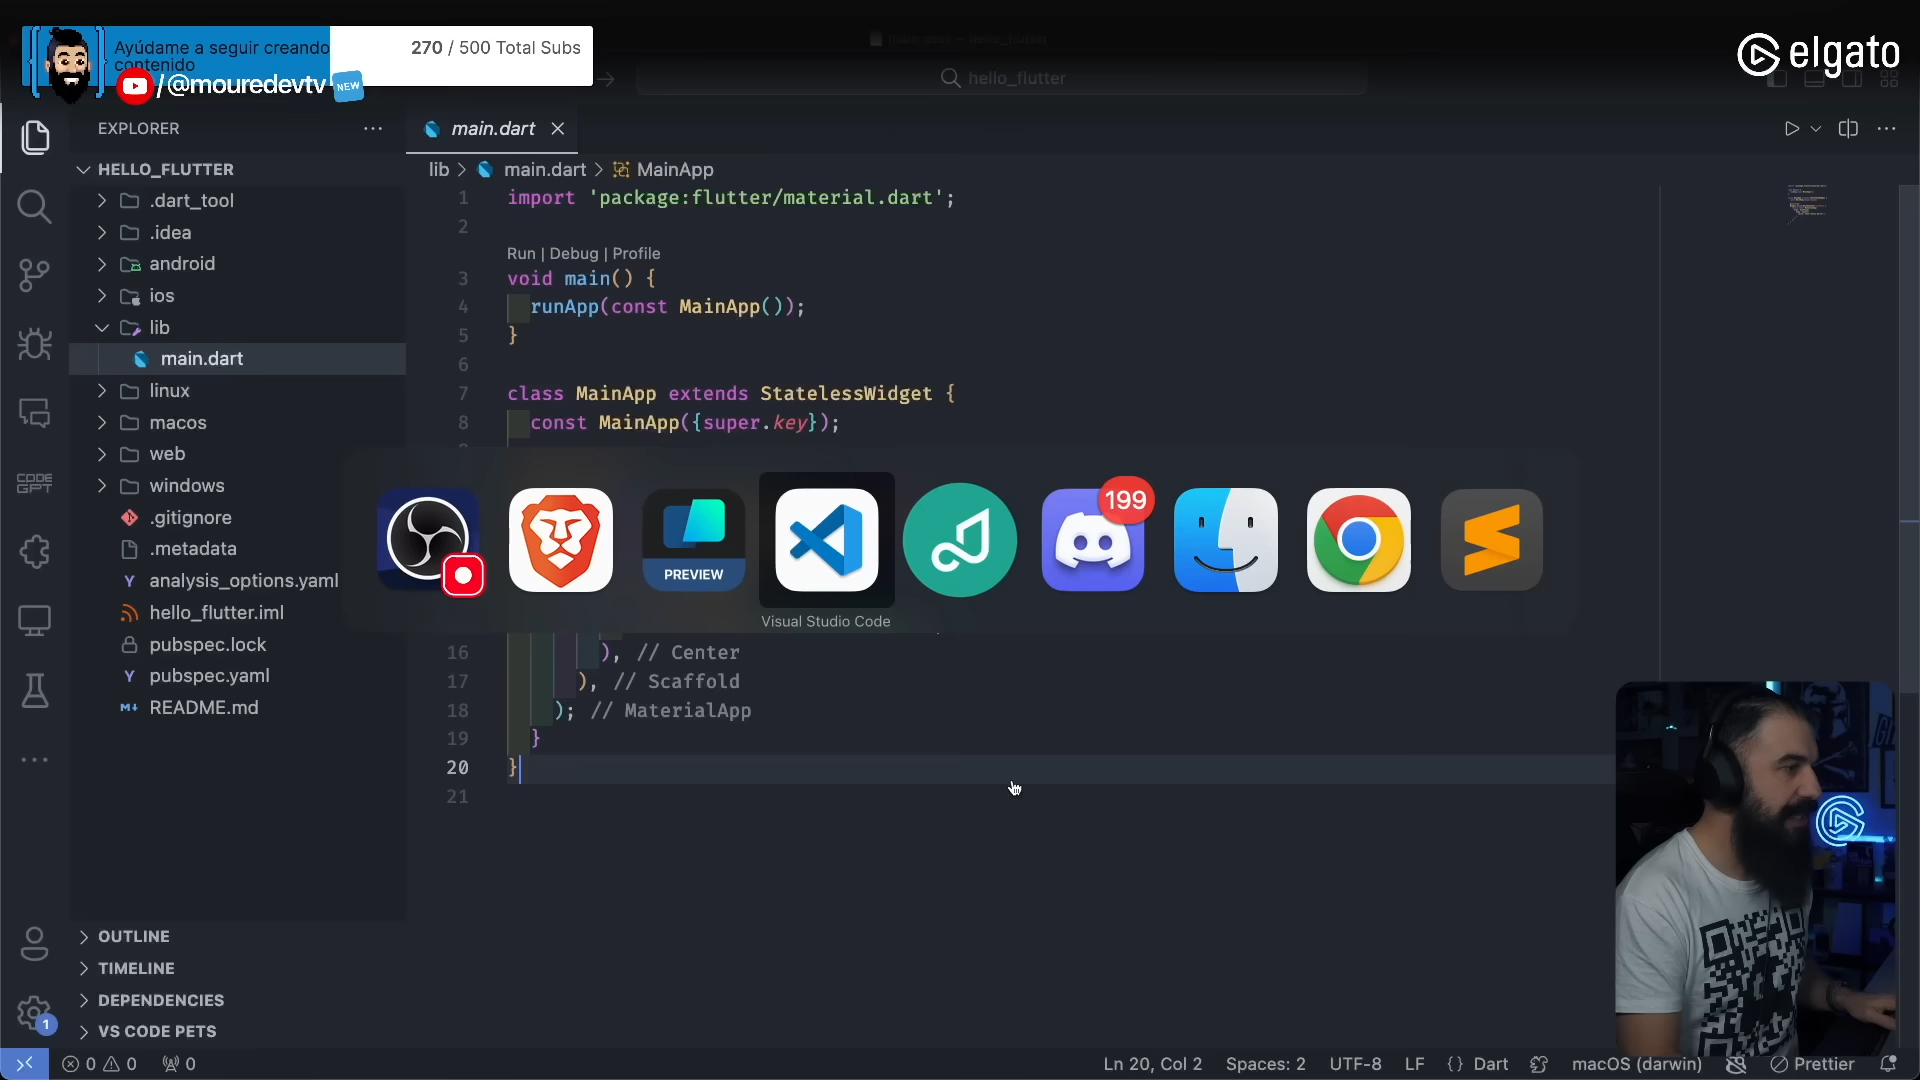 Ayúdame a seguir creando
contenido
270 / 500 Total Subs
/@mouredevtv NEW
elgato
hello_flutter
EXPLORER
main.dart
HELLO_FLUTTER
.dart_tool
.idea
android
ios
lib
main.dart
linux
macos
web
windows
.gitignore
.metadata
analysis_options.yaml
hello_flutter.iml
pubspec.lock
pubspec.yaml
README.md
OUTLINE
TIMELINE
DEPENDENCIES
VS CODE PETS
CODE
GPT
1
lib > main.dart > MainApp
1 import 'package:flutter/material.dart';
2
Run | Debug | Profile
3 void main() {
4 runApp(const MainApp());
5 }
6
7 class MainApp extends StatelessWidget {
8 const MainApp({super.key});
PREVIEW
199
Visual Studio Code
16 ), // Center
17 ), // Scaffold
18 ); // MaterialApp
19 }
20 }
21
0 0 0
Ln 20, Col 2 Spaces: 2 UTF-8 LF {} Dart macOS (darwin) Prettier